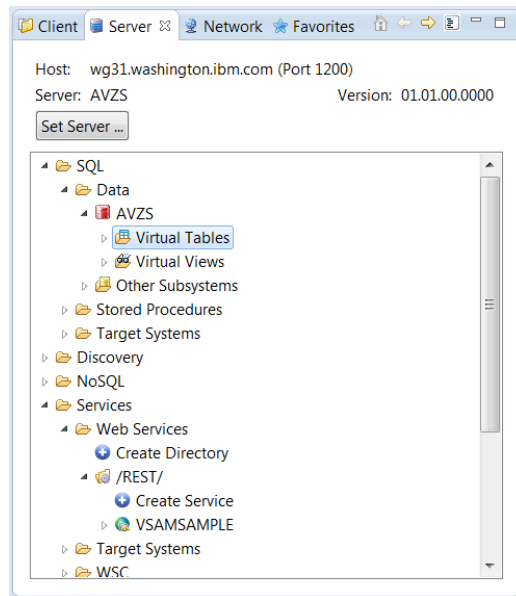 Client Server Network Favorites
Host: wg31.washington.ibm.com (Port 1200)
Server: AVZS Version: 01.01.00.0000
Set Server ...
SQL
Data
AVZS
Virtual Tables
Virtual Views
Other Subsystems
Stored Procedures
Target Systems
Discovery
NoSQL
Services
Web Services
Create Directory
/REST/
Create Service
VSAMSAMPLE
Target Systems
WSC